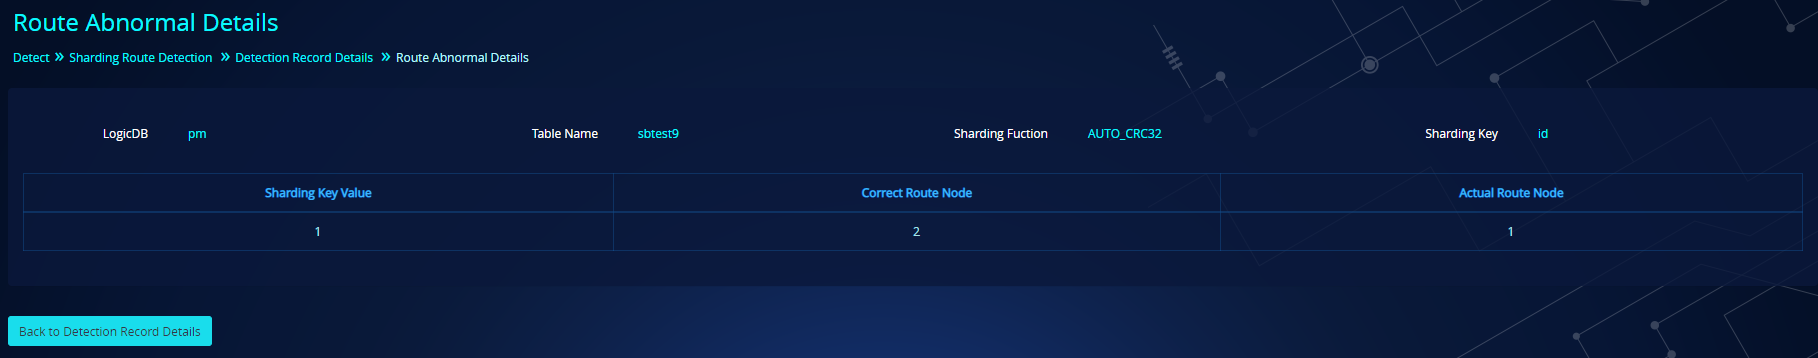 Route Abnormal Details
Detect » Sharding Route Detection » Detection Record Details » Route Abnormal Details
LogicDB pm Table Name sbtest9 Sharding Fuction AUTO_CRC32 Sharding Key id
Sharding Key Value Correct Route Node Actual Route Node
1 2 1
Back to Detection Record Details